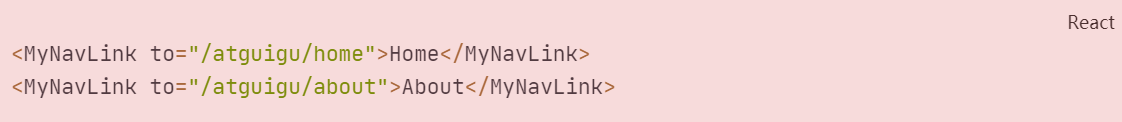 React
<MyNavLink to="/atguigu/home">Home</MyNavLink>
<MyNavLink to="/atguigu/about">About</MyNavLink>